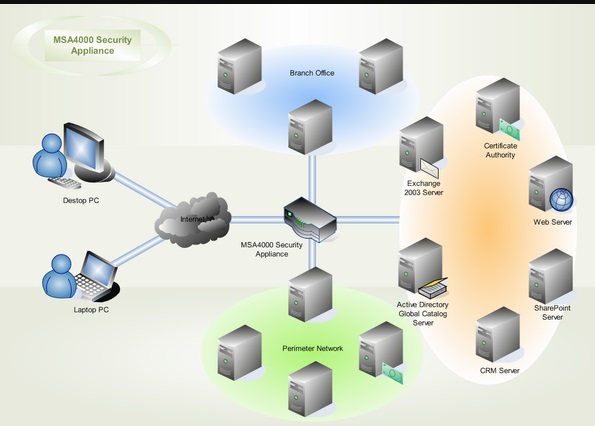 MSA4000 Security
Appliance
Branch Office
Certificate
Authority
Exchange
2003 Server
Destop PC
Web Server
Internet
MSA4000 Security
Appliance
Active Directory
Global Catalog
Server
SharePoint
Server
Laptop PC
Perimeter Network
CRM Server